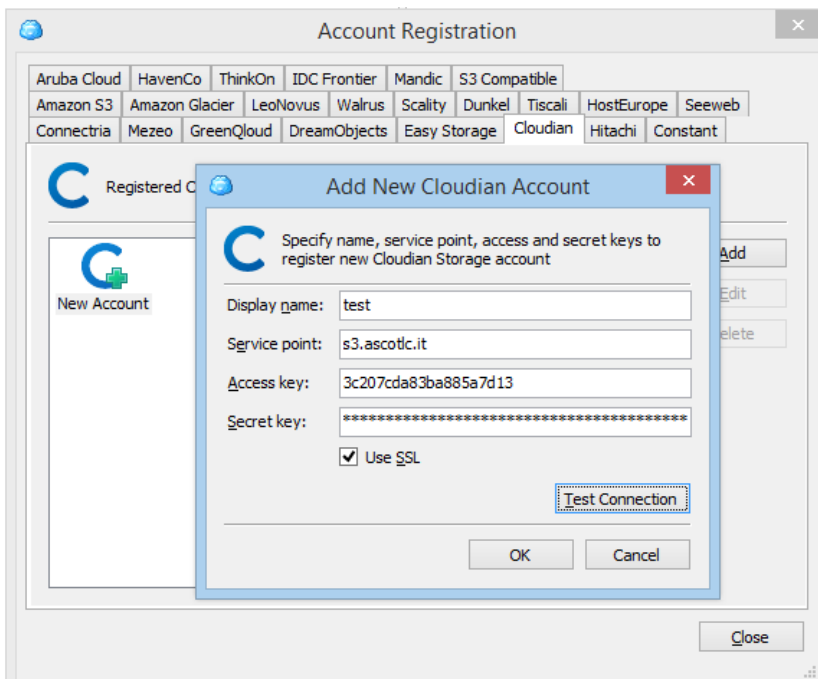 Account Registration
Aruba Cloud HavenCo ThinkOn IDC Frontier Mandic S3 Compatible
Amazon S3 Amazon Glacier LeoNovus Walrus Scality Dunkel Tiscali HostEurope Seeweb
Connectria Mezeo GreenQloud DreamObjects Easy Storage Cloudian Hitachi Constant
Registered C
New Account
Add
Edit
elete
Add New Cloudian Account
Specify name, service point, access and secret keys to
register new Cloudian Storage account
Display name: test
Service point: s3.ascotlc.it
Access key: 3c207cda83ba885a7d13
Secret key: ****************************************
Use SSL
Test Connection
OK Cancel
Close